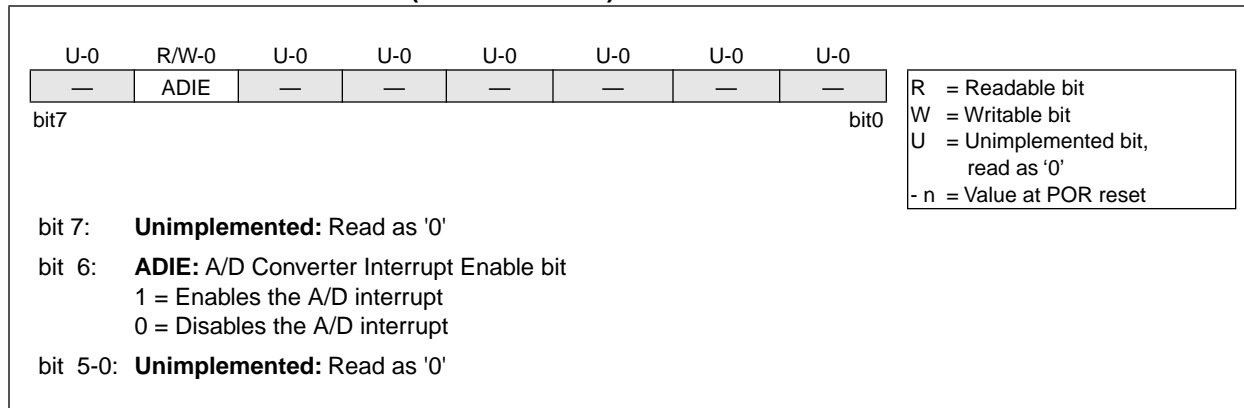 U-0 R/W-0 U-0 U-0 U-0 U-0 U-0 U-0
— ADIE — — — — — —
bit7 bit0
R = Readable bit
W = Writable bit
U = Unimplemented bit,
read as ‘0’
- n = Value at POR reset
bit 7: Unimplemented: Read as '0'
bit 6: ADIE: A/D Converter Interrupt Enable bit
1 = Enables the A/D interrupt
0 = Disables the A/D interrupt
bit 5-0: Unimplemented: Read as '0'